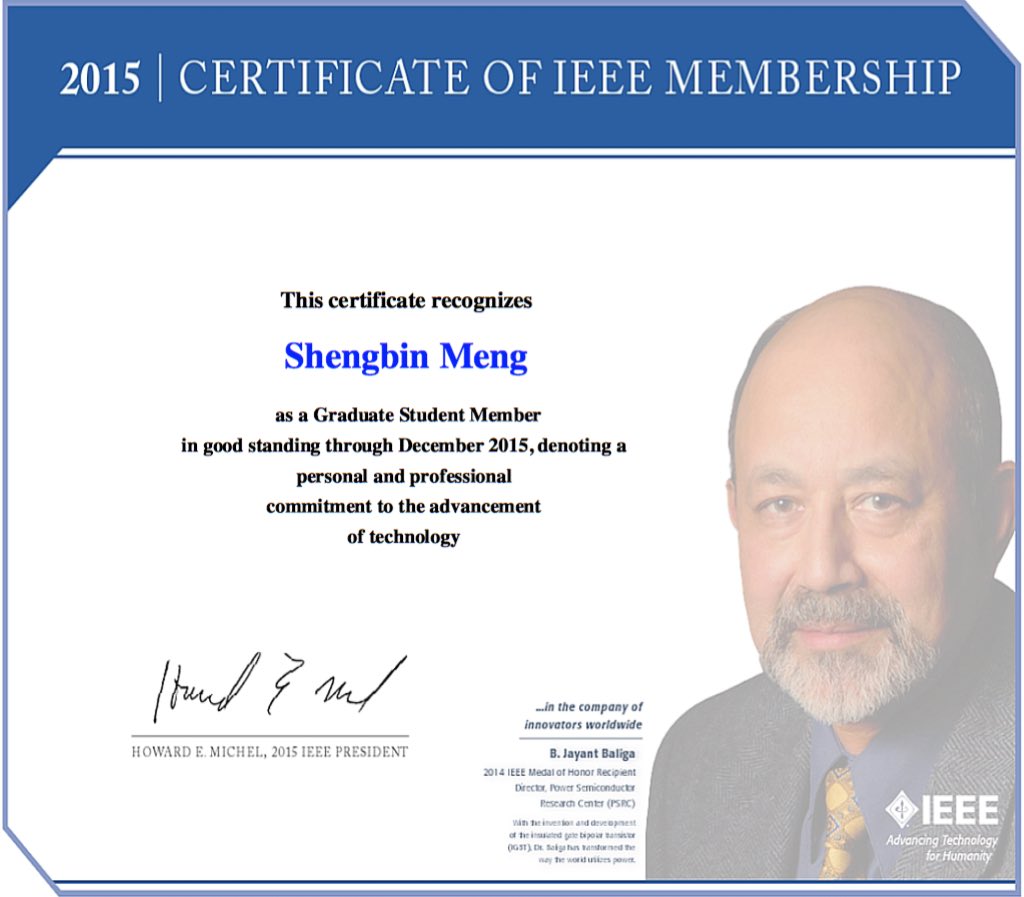 2015 | CERTIFICATE OF IEEE MEMBERSHIP
This certificate recognizes
Shengbin Meng
as a Graduate Student Member
in good standing through December 2015, denoting a
personal and professional
commitment to the advancement
of technology
Howard E Michel
HOWARD E. MICHEL, 2015 IEEE PRESIDENT
...in the company of
innovators worldwide
B. Jayant Baliga
2014 IEEE Medal of Honor Recipient
Director, Power Semiconductor
Research Center (PSRC)
With the invention and development
of the insulated gate bipolar transistor
(IGBT), Dr. Baliga has transformed the
way the world utilizes power.
IEEE
Advancing Technology
for Humanity